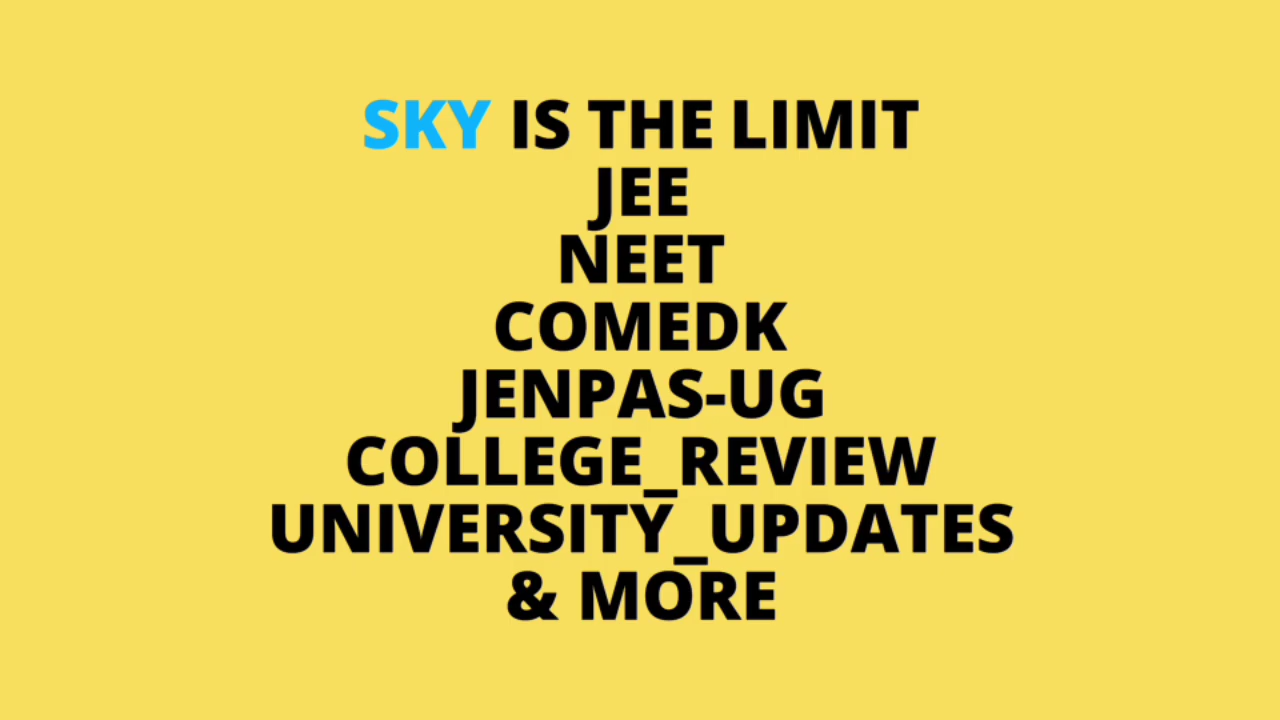 SKY IS THE LIMIT
JEE
NEET
COMEDK
JENPAS-UG
COLLEGE_REVIEW
UNIVERSITY_UPDATES
& MORE